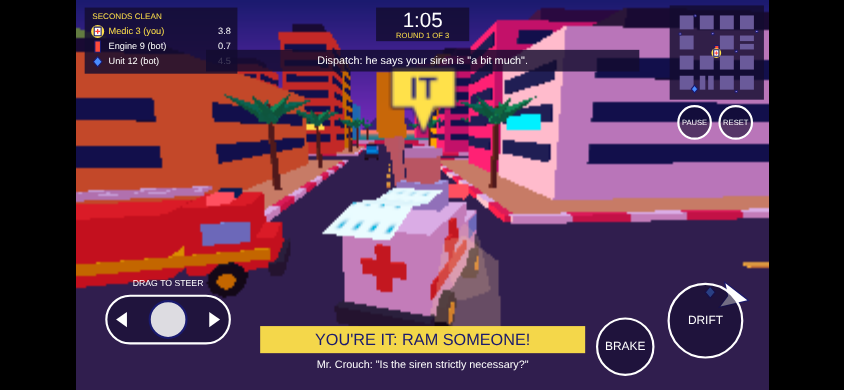 SECONDS CLEAN
Medic 3 (you) 3.8
Engine 9 (bot) 0.7
Unit 12 (bot) 4.5
1:05
ROUND 1 OF 3
Dispatch: he says your siren is "a bit much".
IT
PAUSE
RESET
DRAG TO STEER
DRIFT
BRAKE
YOU'RE IT: RAM SOMEONE!
Mr. Crouch: "Is the siren strictly necessary?"